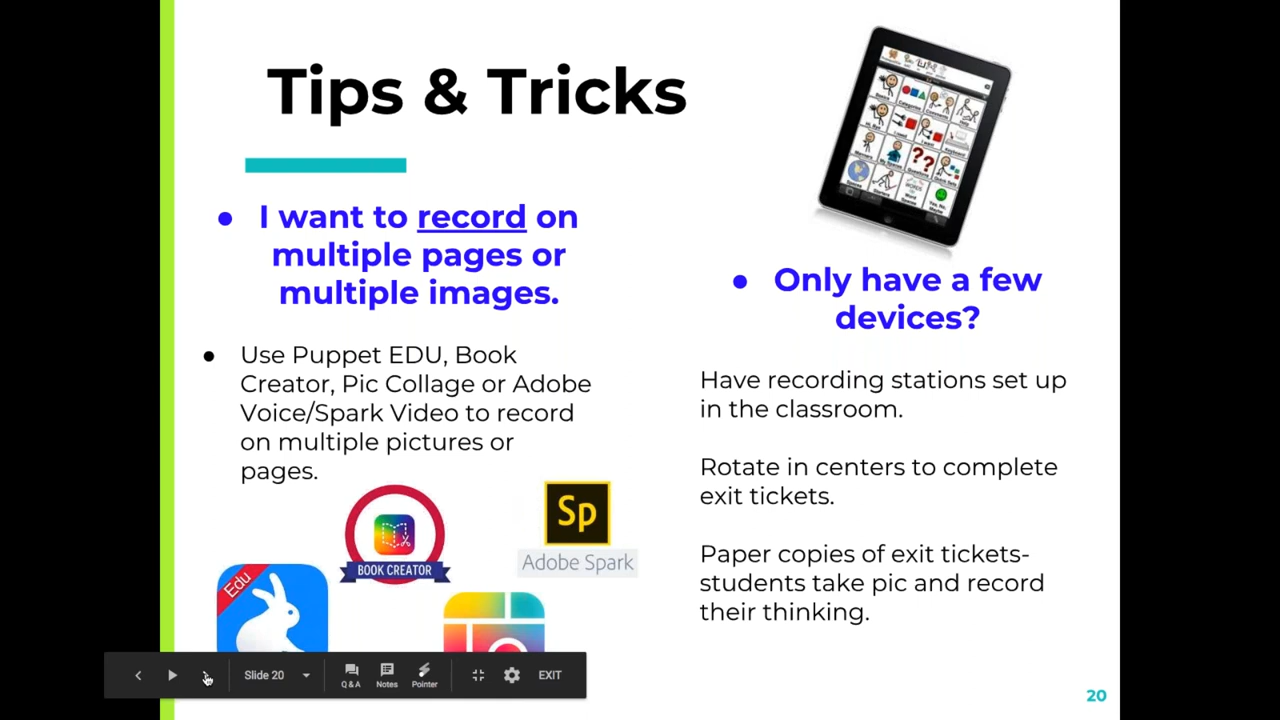 Tips & Tricks
● I want to record on
multiple pages or
multiple images.
● Use Puppet EDU, Book
Creator, Pic Collage or Adobe
Voice/Spark Video to record
on multiple pictures or
pages.
BOOK CREATOR
Sp
Adobe Spark
Edu
● Only have a few
devices?
Have recording stations set up
in the classroom.
Rotate in centers to complete
exit tickets.
Paper copies of exit tickets-
students take pic and record
their thinking.
Slide 20
Q & A
Notes
Pointer
EXIT
20